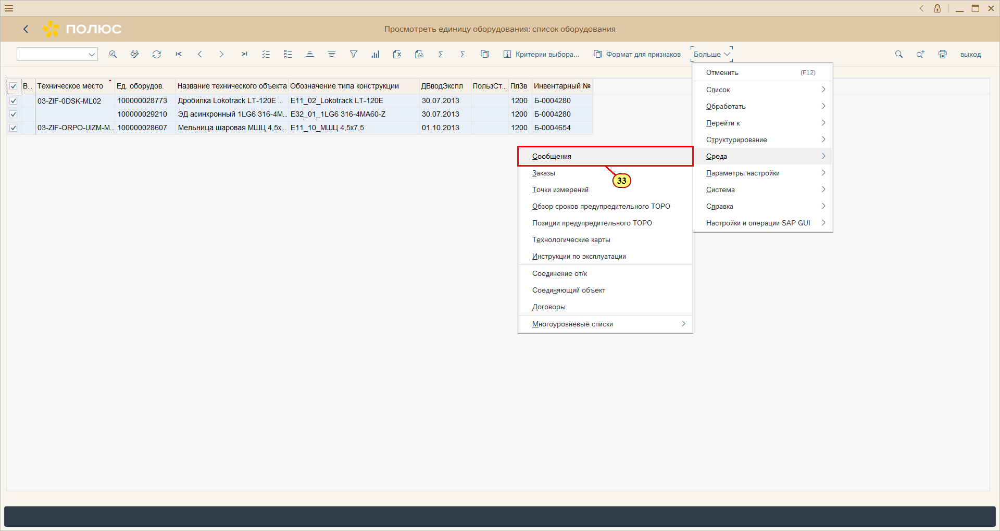 ПОЛЮС
Просмотреть единицу оборудования: список оборудования
Критерии выбора...
Формат для признаков
Больше
выход
В... Техническое место Ед. оборудов. Название технического объекта Обозначение типа конструкции ДВводЭкспл ПользСт... ПлЗв Инвентарный №
03-ZIF-0DSK-ML02 100000028773 Дробилка Lokotrack LT-120E ... E11_02_Lokotrack LT-120E 30.07.2013 1200 Б-0004280
100000029210 ЭД асинхронный 1LG6 316-4M... E32_01_1LG6 316-4MA60-Z 30.07.2013 1200 Б-0004280
03-ZIF-ORPO-UIZM-M... 100000028607 Мельница шаровая МШЦ 4,5х... E11_10_МШЦ 4,5х7,5 01.10.2013 1200 Б-0004654
Отменить (F12)
Список
Обработать
Перейти к
Структурирование
Среда
Параметры настройки
Система
Справка
Настройки и операции SAP GUI
Сообщения
33
Заказы
Точки измерений
Обзор сроков предупредительного ТОРО
Позиции предупредительного ТОРО
Технологические карты
Инструкции по эксплуатации
Соединение от/к
Соединяющий объект
Договоры
Многоуровневые списки